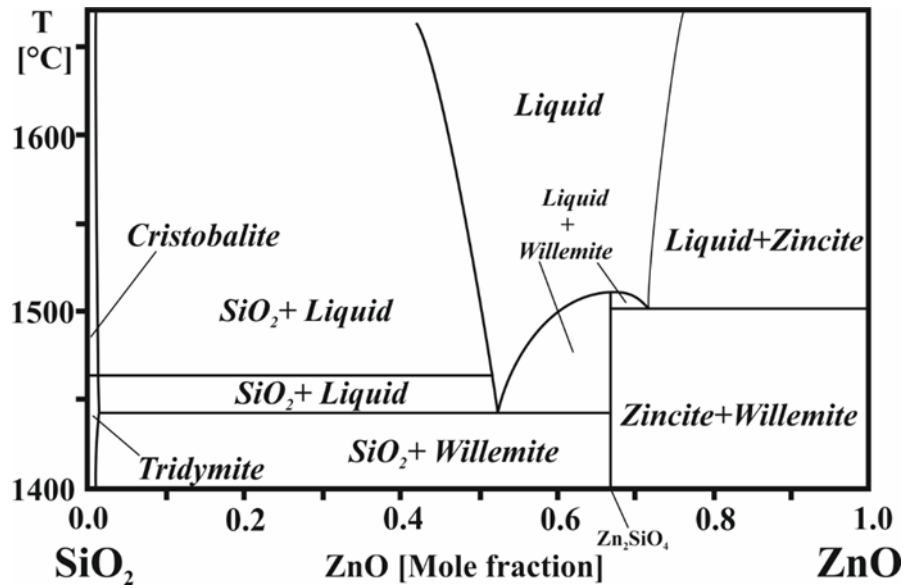 T
[°C]
1600
1500
1400
Liquid
Liquid
+
Willemite
Liquid+Zincite
Cristobalite
SiO₂+ Liquid
SiO₂+ Liquid
Zincite+Willemite
SiO₂+ Willemite
Tridymite
0.0
0.2
0.4
0.6
0.8
1.0
Zn₂SiO₄
SiO₂
ZnO [Mole fraction]
ZnO